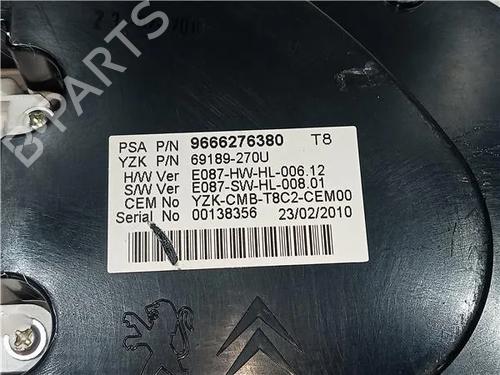 PSA P/N 9666276380 T8
YZK P/N 69189-270U
H/W Ver E087-HW-HL-006.12
S/W Ver E087-SW-HL-008.01
CEM No YZK-CMB-T8C2-CEM00
Serial No 00138356 23/02/2010